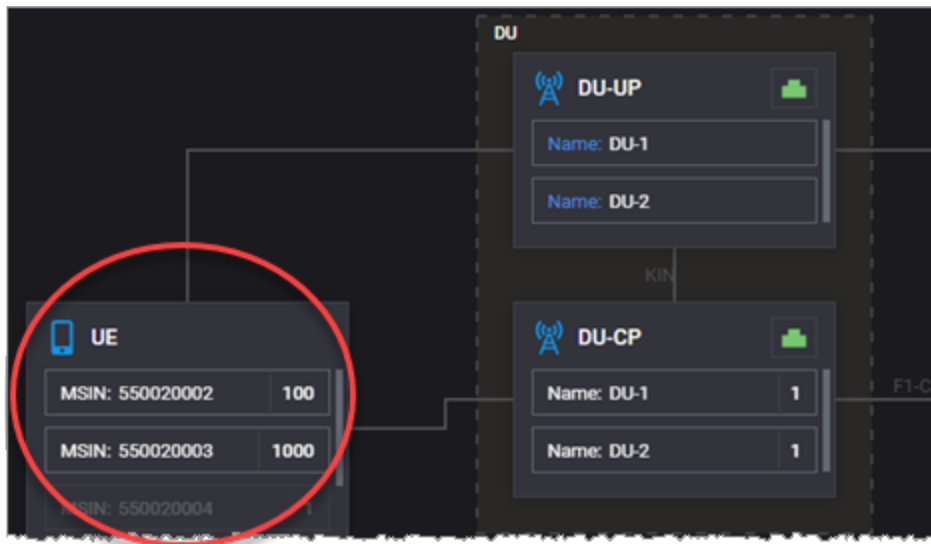 DU
DU-UP
Name: DU-1
Name: DU-2
KIN
UE
MSIN: 550020002 100
MSIN: 550020003 1000
MSIN: 550020004 1
DU-CP
Name: DU-1 1
Name: DU-2 1
F1-C